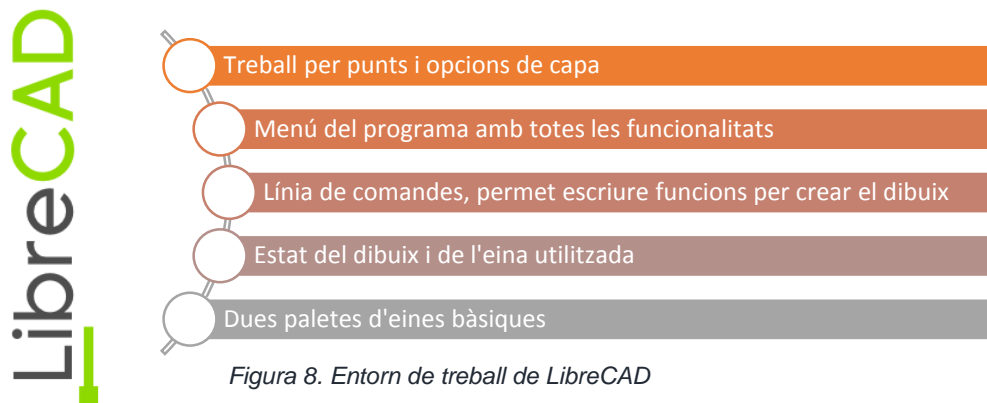 LibreCAD
Treball per punts i opcions de capa
Menú del programa amb totes les funcionalitats
Línia de comandes, permet escriure funcions per crear el dibuix
Estat del dibuix i de l'eina utilitzada
Dues paletes d'eines bàsiques
Figura 8. Entorn de treball de LibreCAD